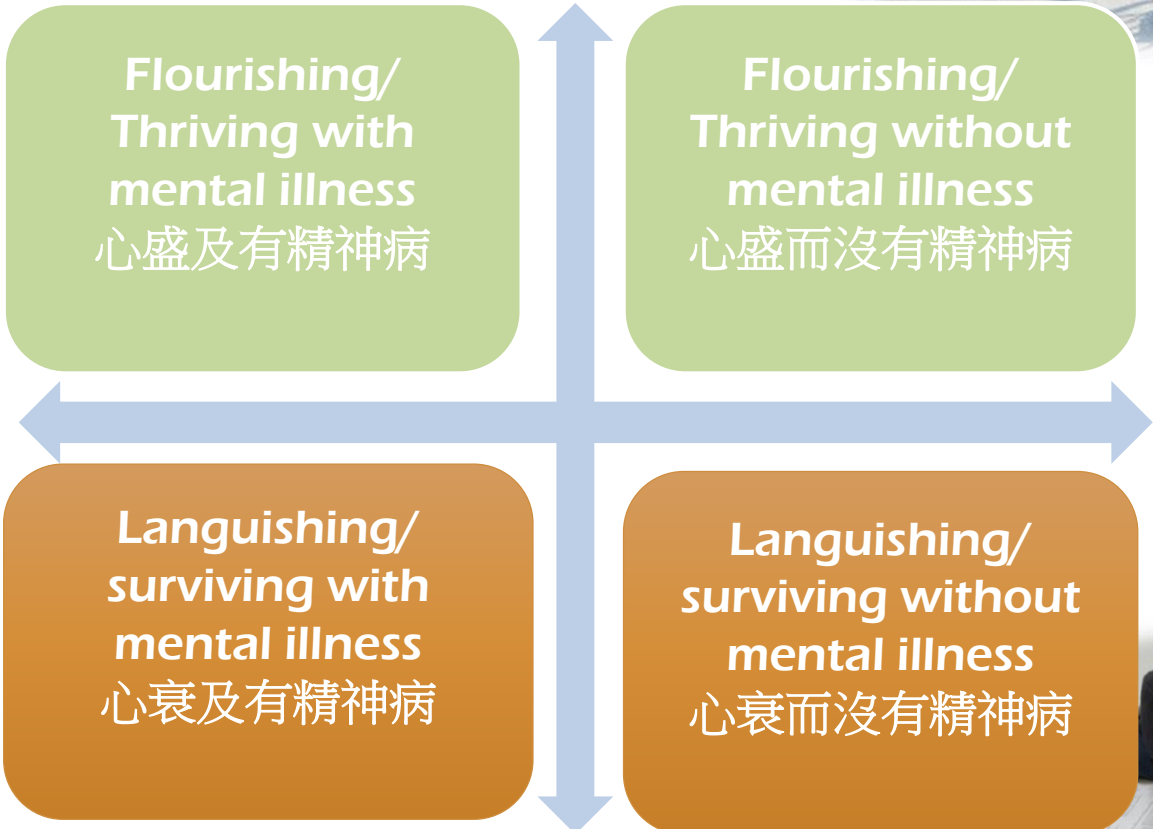 Flourishing/
Thriving with
mental illness
心盛及有精神病
Flourishing/
Thriving without
mental illness
心盛而沒有精神病
Languishing/
surviving with
mental illness
心衰及有精神病
Languishing/
surviving without
mental illness
心衰而沒有精神病